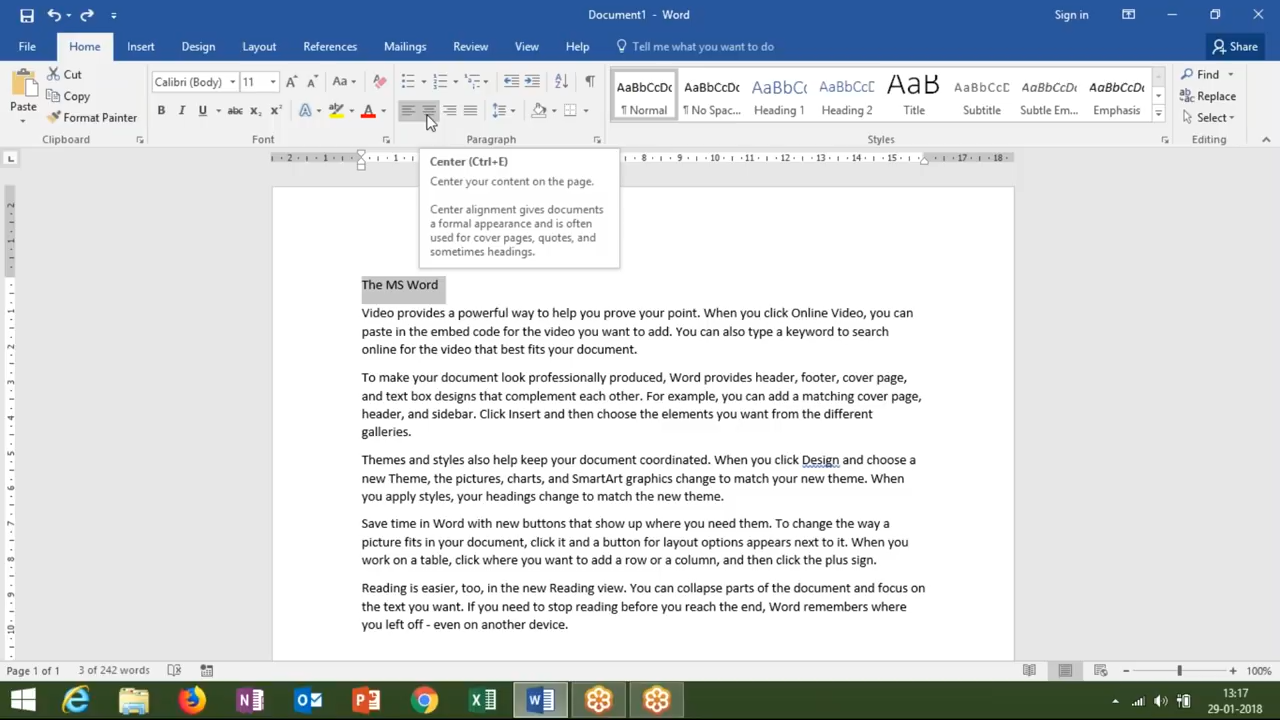 Document1 - Word
Sign in
File Home Insert Design Layout References Mailings Review View Help Tell me what you want to do Share
Paste
Cut
Copy
Format Painter
Clipboard
Calibri (Body) 11
Font
Paragraph
AaBbCcDc ¶ Normal
AaBbCcDc ¶ No Spac...
AaBbCc Heading 1
AaBbCcE Heading 2
AaB Title
AaBbCcD Subtitle
AaBbCcDc Subtle Em...
AaBbCcDc Emphasis
Styles
Find
Replace
Select
Editing
2 1 1 8 9 10 11 12 13 14 15 17 18
Center (Ctrl+E)
Center your content on the page.
Center alignment gives documents
a formal appearance and is often
used for cover pages, quotes, and
sometimes headings.
The MS Word
Video provides a powerful way to help you prove your point. When you click Online Video, you can
paste in the embed code for the video you want to add. You can also type a keyword to search
online for the video that best fits your document.
To make your document look professionally produced, Word provides header, footer, cover page,
and text box designs that complement each other. For example, you can add a matching cover page,
header, and sidebar. Click Insert and then choose the elements you want from the different
galleries.
Themes and styles also help keep your document coordinated. When you click Design and choose a
new Theme, the pictures, charts, and SmartArt graphics change to match your new theme. When
you apply styles, your headings change to match the new theme.
Save time in Word with new buttons that show up where you need them. To change the way a
picture fits in your document, click it and a button for layout options appears next to it. When you
work on a table, click where you want to add a row or a column, and then click the plus sign.
Reading is easier, too, in the new Reading view. You can collapse parts of the document and focus on
the text you want. If you need to stop reading before you reach the end, Word remembers where
you left off - even on another device.
Page 1 of 1 3 of 242 words 100%
13:17
29-01-2018